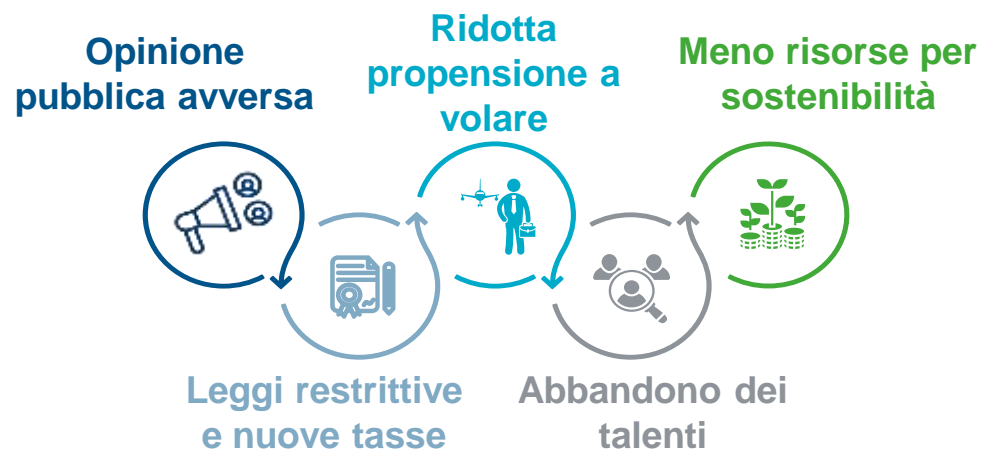 Opinione
pubblica avversa
Leggi restrittive
e nuove tasse
Ridotta
propensione a
volare
Abbandono dei
talenti
Meno risorse per
sostenibilità